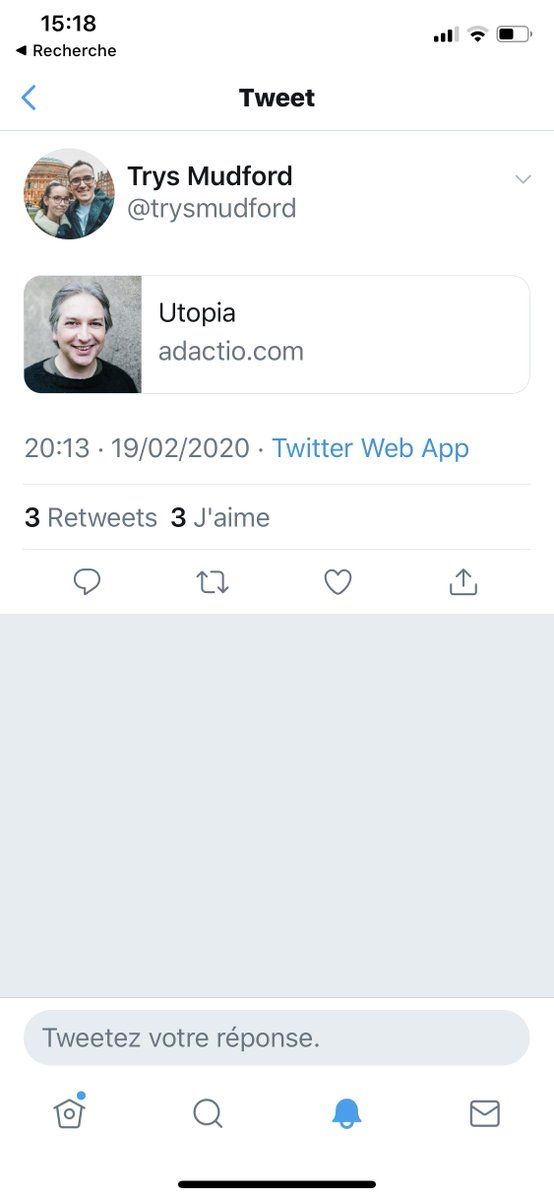 15:18
◀ Recherche
Tweet
Trys Mudford
@trysmudford
Utopia
adactio.com
20:13 · 19/02/2020 · Twitter Web App
3 Retweets 3 J'aime
Tweetez votre réponse.